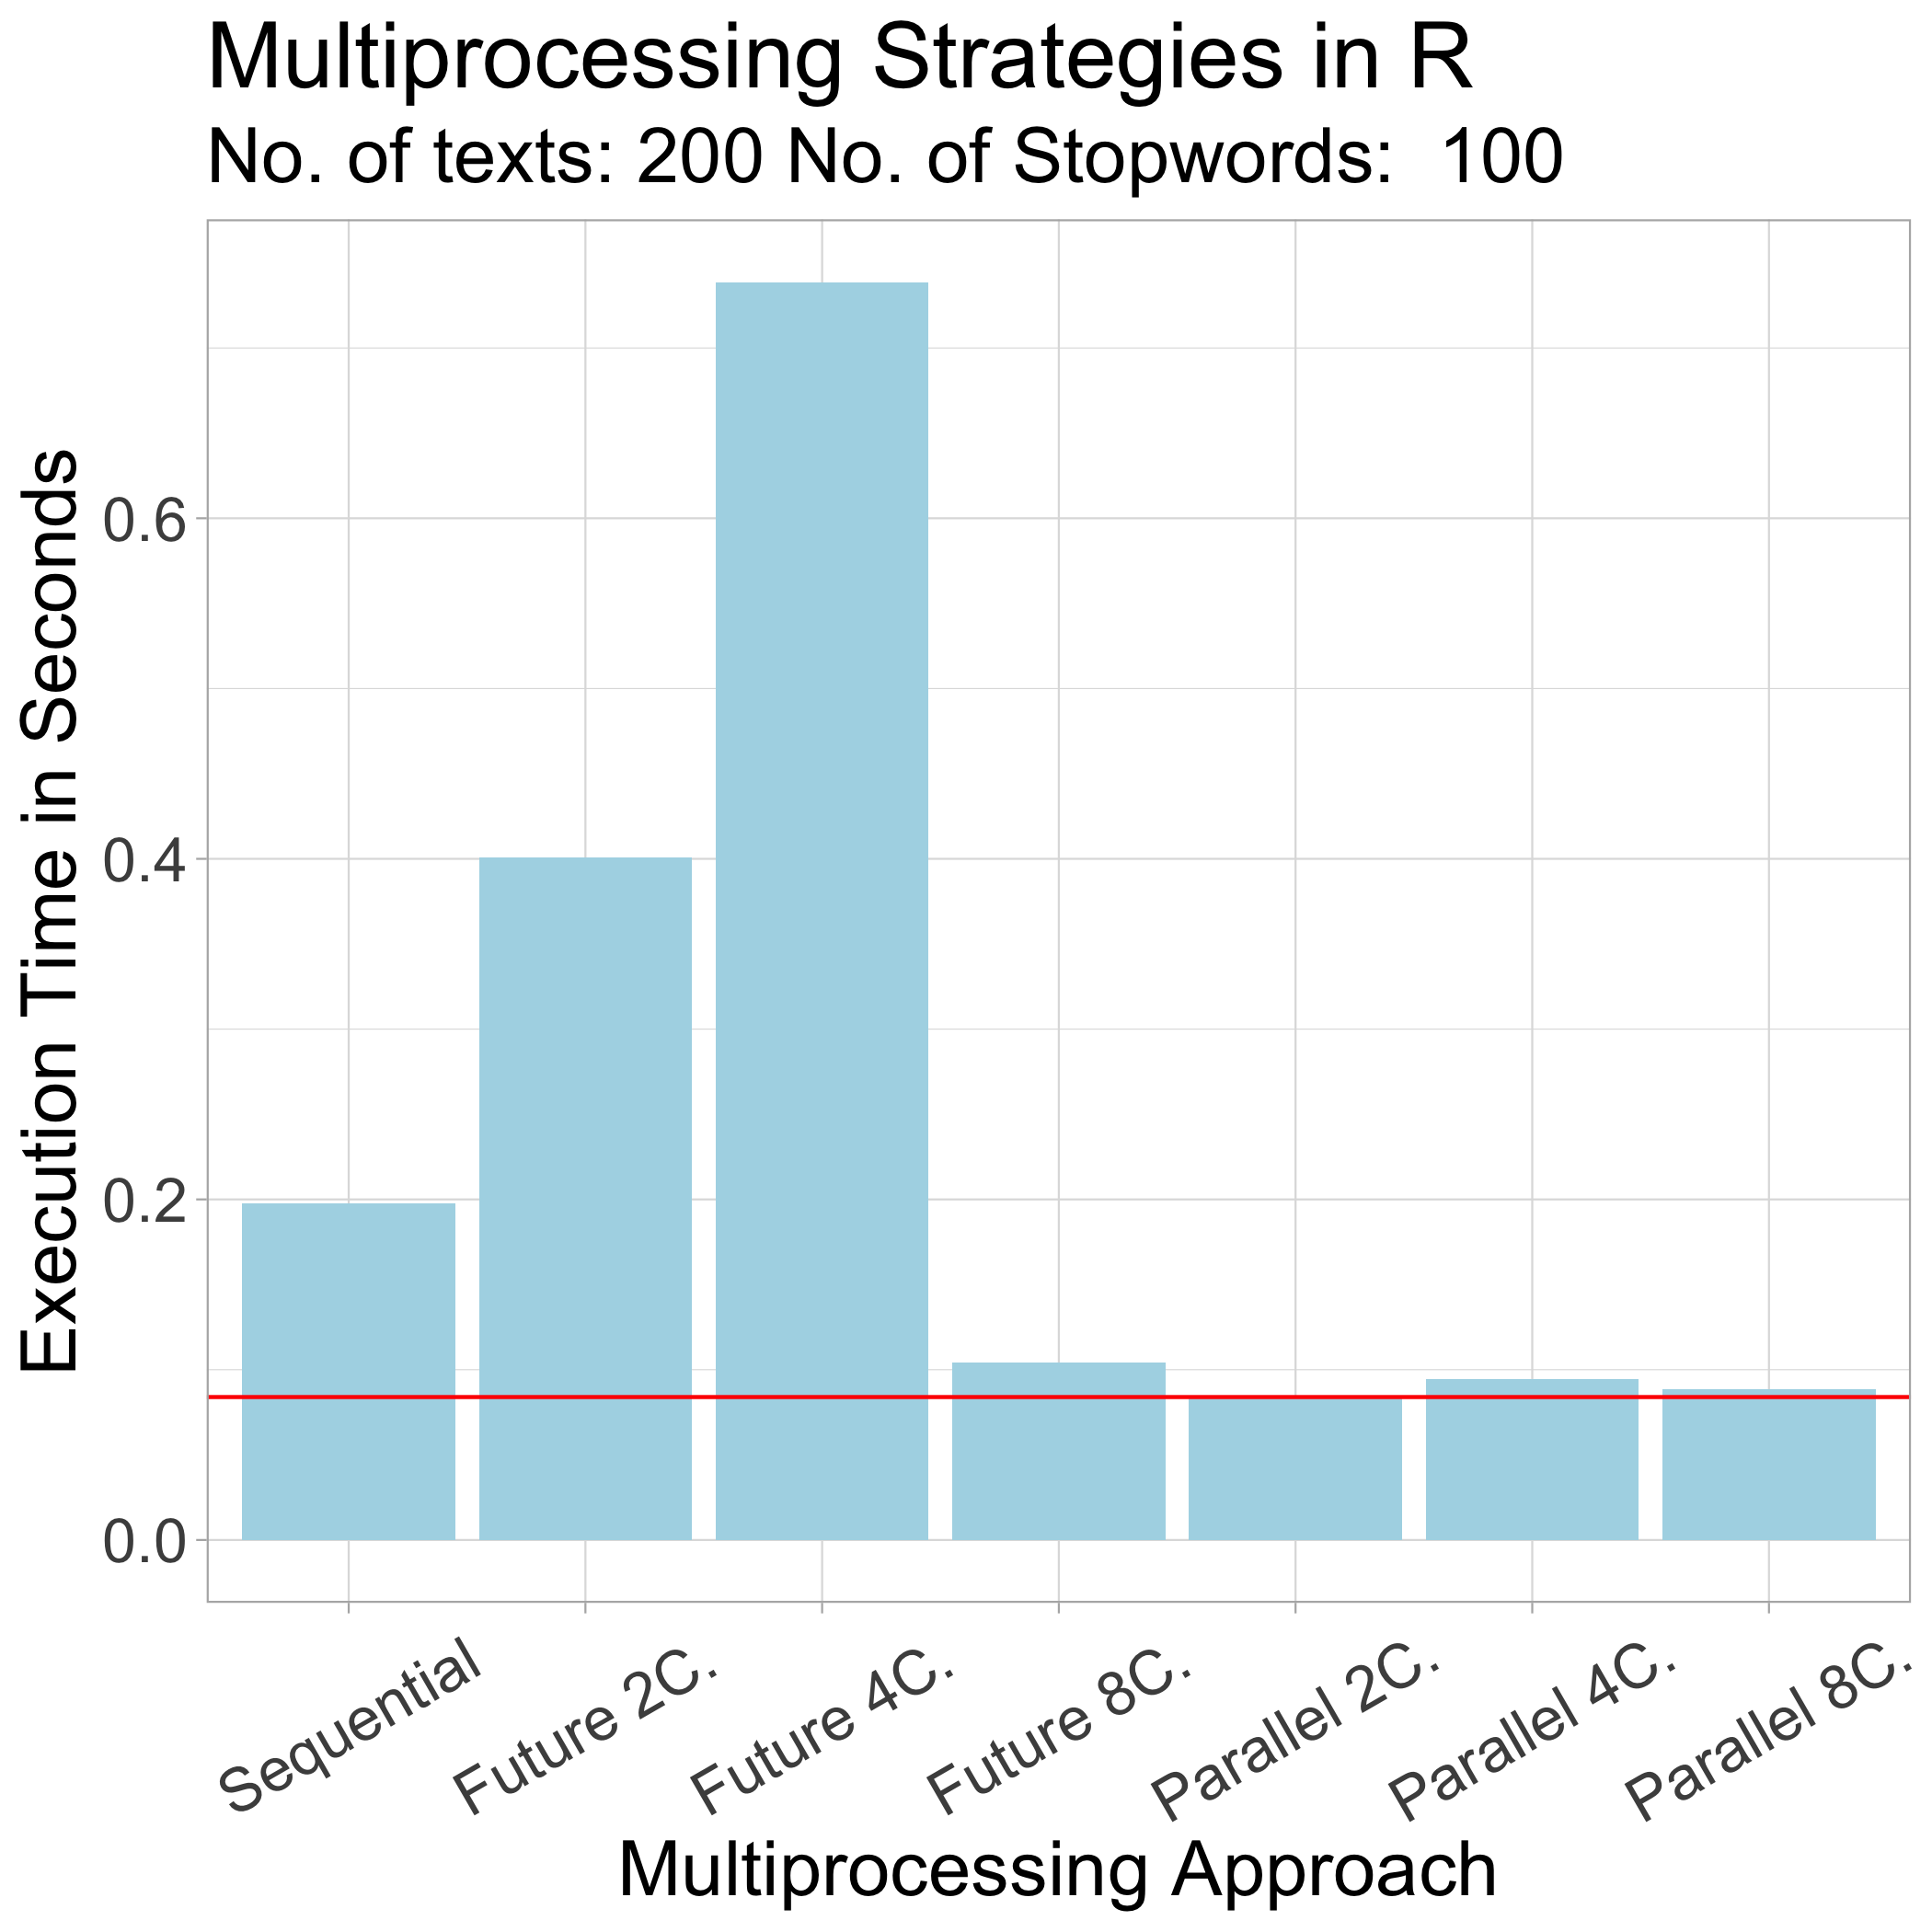 Multiprocessing Strategies in R
No. of texts: 200 No. of Stopwords:  100
Execution Time in Seconds
0.6
0.4
0.2
0.0
Sequential
Future 2C.
Future 4C.
Future 8C.
Parallel 2C.
Parallel 4C.
Parallel 8C.
Multiprocessing Approach